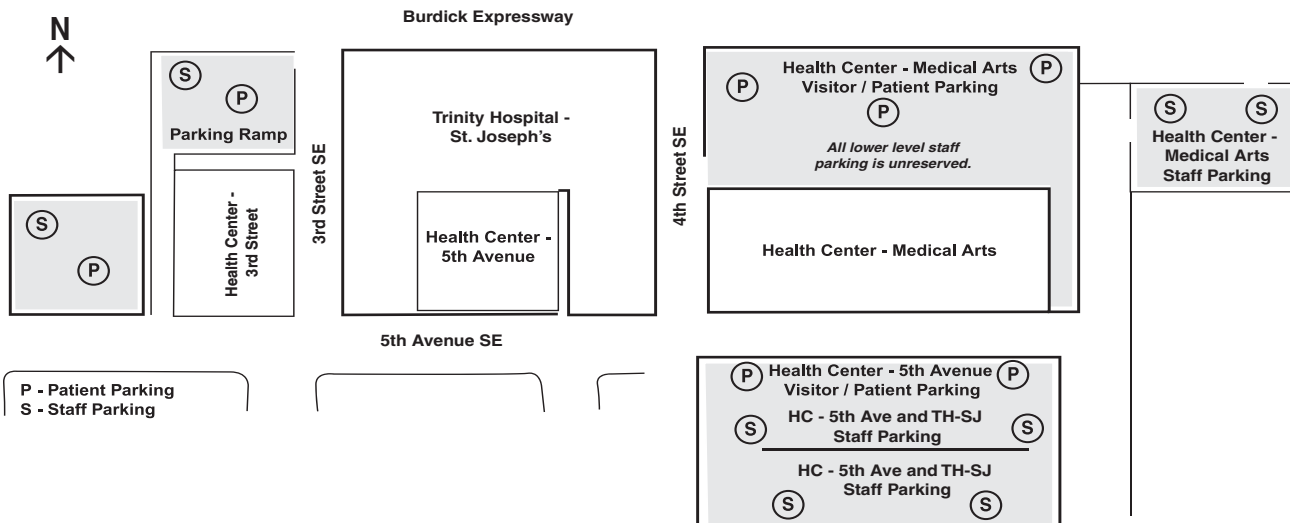 Burdick Expressway
N
S
P
Parking Ramp
S
P
Health Center -
3rd Street
3rd Street SE
Trinity Hospital -
St. Joseph's
Health Center -
5th Avenue
4th Street SE
Health Center - Medical Arts
Visitor / Patient Parking
P
P
P
All lower level staff
parking is unreserved.
Health Center - Medical Arts
S
S
Health Center -
Medical Arts
Staff Parking
5th Avenue SE
P - Patient Parking
S - Staff Parking
P
Health Center - 5th Avenue
P
Visitor / Patient Parking
S
HC - 5th Ave and TH-SJ
S
Staff Parking
HC - 5th Ave and TH-SJ
Staff Parking
S
S